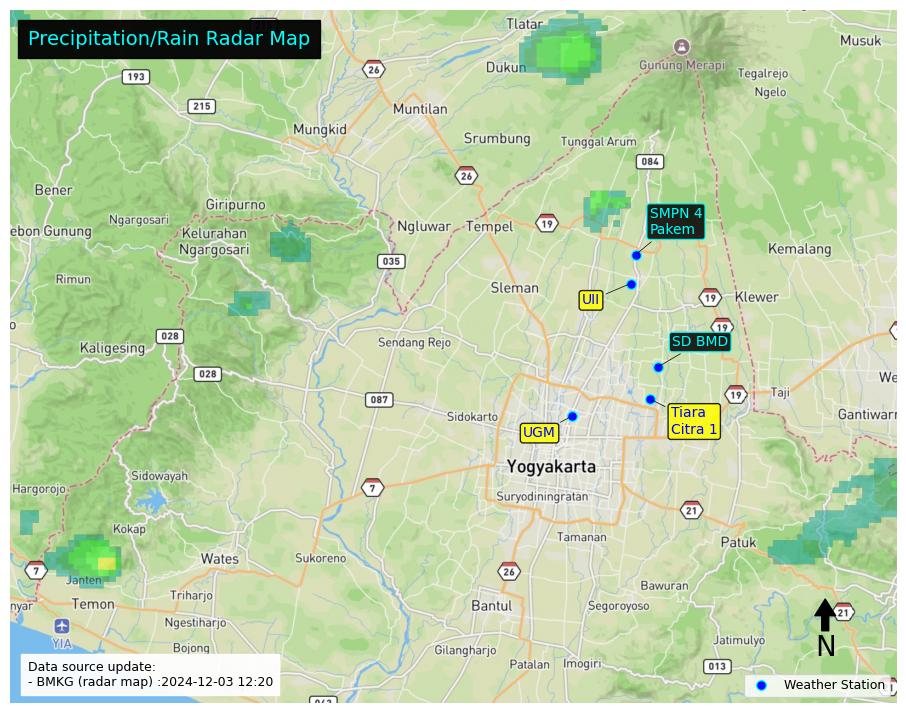 Precipitation/Rain Radar Map
Tlatar
Musuk
Dukun
Gunung Merapi
Tegalrejo
Ngelo
26
193
215
Muntilan
Mungkid
Srumbung
Tunggal Arum
084
26
Bener
Giripurno
Ngargosari
ebon Gunung
Kelurahan
Ngargosari
Ngluwar
Tempel
19
SMPN 4
Pakem
Kemalang
035
Rimun
Sleman
UII
19
Klewer
19
028
Kaligesing
Sendang Rejo
SD BMD
028
We
087
19
Taji
Sidokarto
Tiara
Citra 1
Gantiwarn
UGM
Yogyakarta
Sidowayah
Hargorojo
7
Suryodiningratan
21
Kokap
Tamanan
Patuk
Wates
Sukoreno
7
Janten
26
Bawuran
Triharjo
nyar
Temon
Bantul
Segoroyoso
21
Ngestiharjo
YIA
N
Bojong
Gilangharjo
Jatimulyo
Patalan
Imogiri
013
Data source update:
- BMKG (radar map) :2024-12-03 12:20
Weather Station